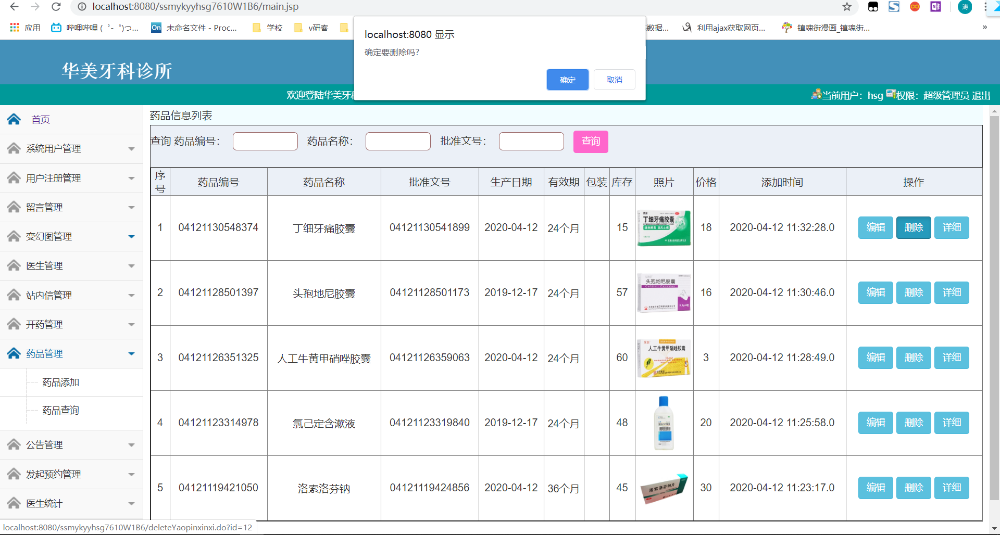 localhost:8080/ssmykyyhsg7610W1B6/main.jsp
涛
应用 哔哩哔哩 (゜-゜)つ... On 未命名文件 - Proc... 学校 v研客 数据... 利用ajax获取网页... 镇魂街漫画_镇魂街... »
localhost:8080 显示
确定要删除吗?
确定 取消
华美牙科诊所
欢迎登陆华美牙科
当前用户：hsg 权限：超级管理员 退出
首页
系统用户管理
用户注册管理
留言管理
变幻图管理
医生管理
站内信管理
开药管理
药品管理
药品添加
药品查询
公告管理
发起预约管理
医生统计
药品信息列表
查询 药品编号： 药品名称： 批准文号： 查询
序号 药品编号 药品名称 批准文号 生产日期 有效期 包装 库存 照片 价格 添加时间 操作
1 04121130548374 丁细牙痛胶囊 04121130541899 2020-04-12 24个月 15 丁细牙痛胶囊 18 2020-04-12 11:32:28.0 编辑 删除 详细
2 04121128501397 头孢地尼胶囊 04121128501173 2019-12-17 24个月 57 头孢地尼胶囊 16 2020-04-12 11:30:46.0 编辑 删除 详细
3 04121126351325 人工牛黄甲硝唑胶囊 04121126359063 2020-04-12 24个月 60 人工牛黄甲硝唑胶囊 3 2020-04-12 11:28:49.0 编辑 删除 详细
4 04121123314978 氯己定含漱液 04121123319840 2019-12-17 24个月 48 20 2020-04-12 11:25:58.0 编辑 删除 详细
5 04121119421050 洛索洛芬钠 04121119424856 2020-04-12 36个月 45 洛索洛芬钠片 30 2020-04-12 11:23:17.0 编辑 删除 详细
localhost:8080/ssmykyyhsg7610W1B6/deleteYaopinxinxi.do?id=12